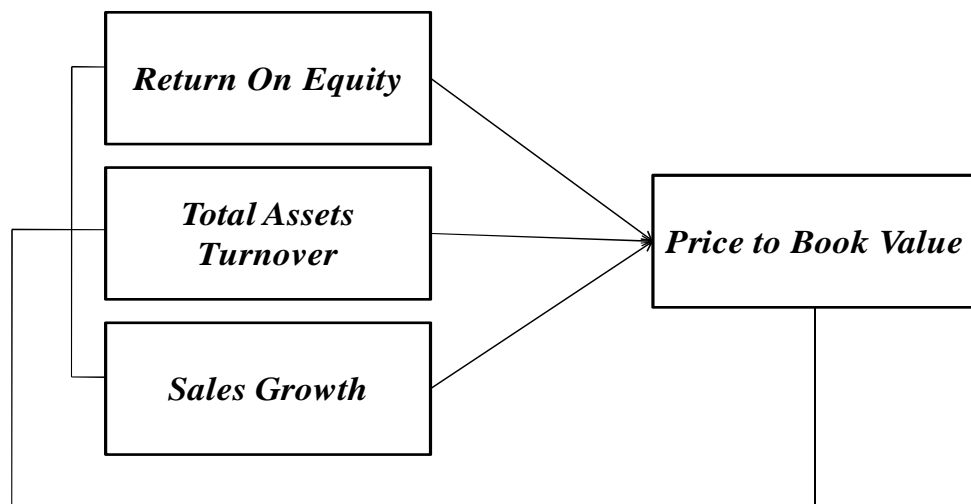 Return On Equity
Total Assets
Turnover
Price to Book Value
Sales Growth